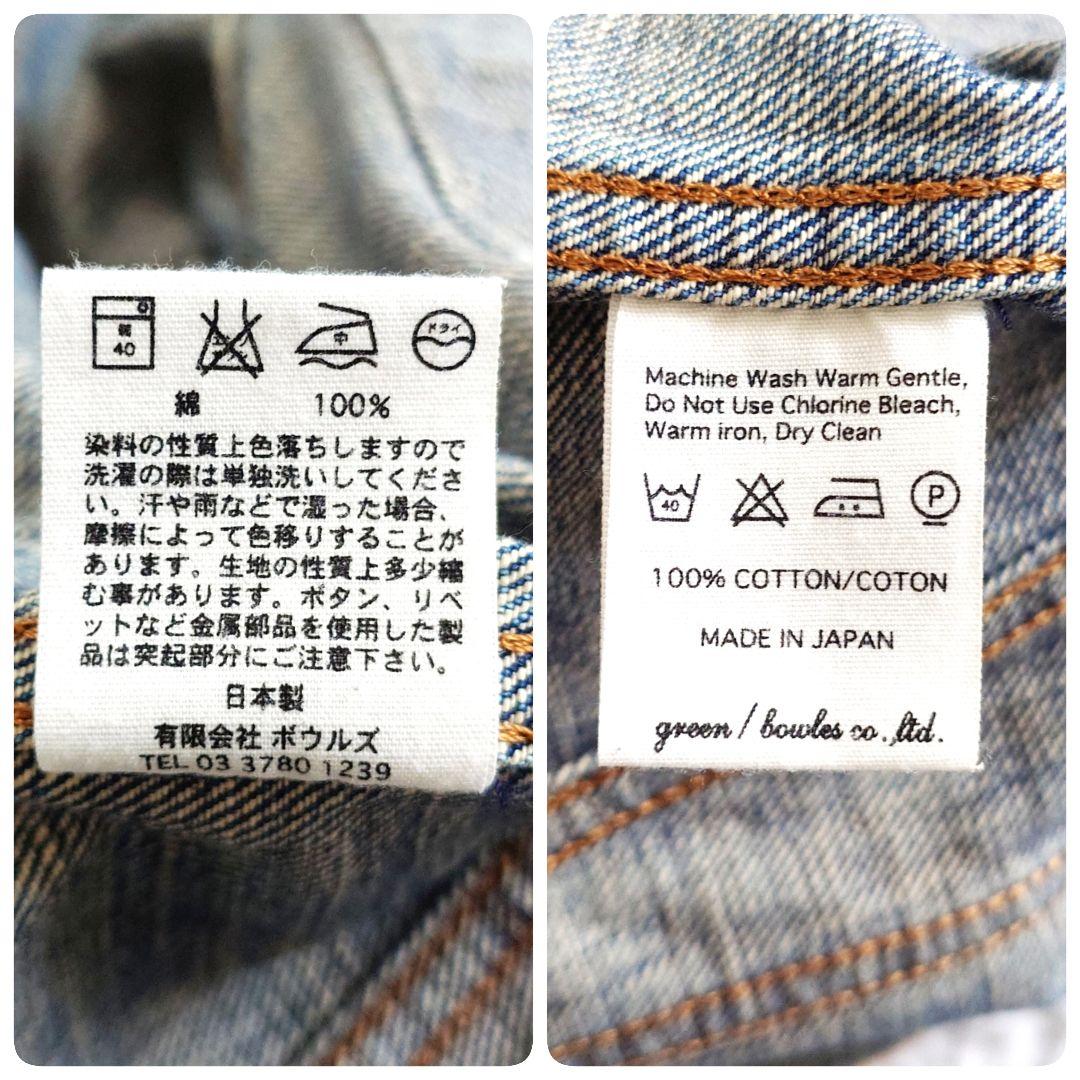 弱
40
エンソ
中
ドライ
綿 100%
染料の性質上色落ちしますので
洗濯の際は単独洗いしてくださ
い。汗や雨などで湿った場合、
摩擦によって色移りすることが
あります。生地の性質上多少縮
む事があります。ボタン、リベ
ットなど金属部品を使用した製
品は突起部分にご注意下さい。
日本製
有限会社 ボウルズ
TEL 03 3780 1239
Machine Wash Warm Gentle,
Do Not Use Chlorine Bleach,
Warm iron, Dry Clean
40
P
100% COTTON/COTON
MADE IN JAPAN
green / bowles co.,ltd.